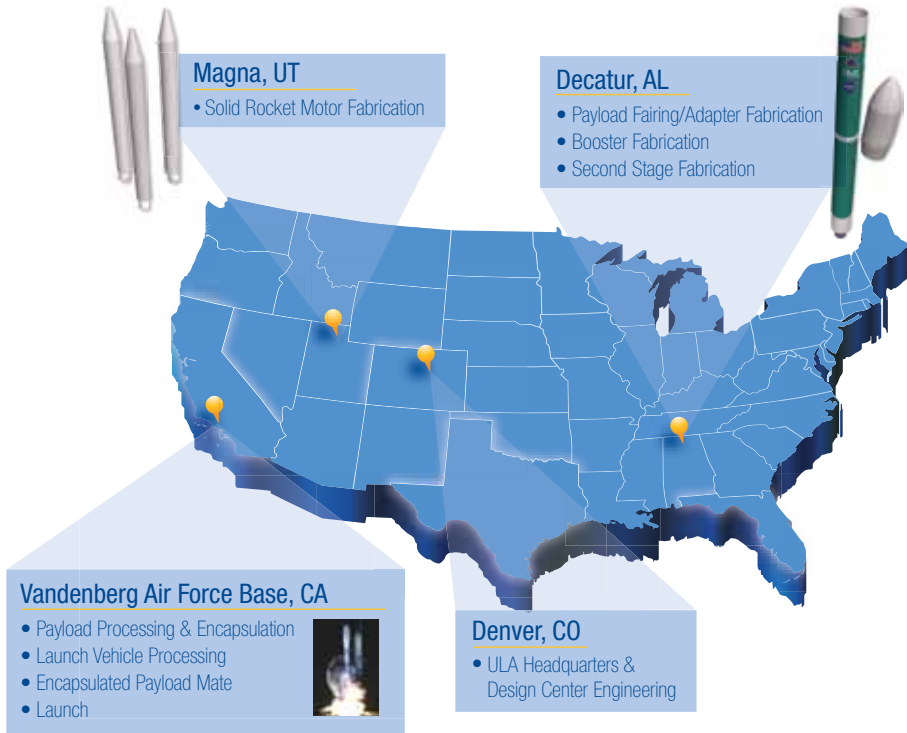 Magna, UT
• Solid Rocket Motor Fabrication
Decatur, AL
• Payload Fairing/Adapter Fabrication
• Booster Fabrication
• Second Stage Fabrication
Vandenberg Air Force Base, CA
• Payload Processing & Encapsulation
• Launch Vehicle Processing
• Encapsulated Payload Mate
• Launch
Denver, CO
• ULA Headquarters &
Design Center Engineering